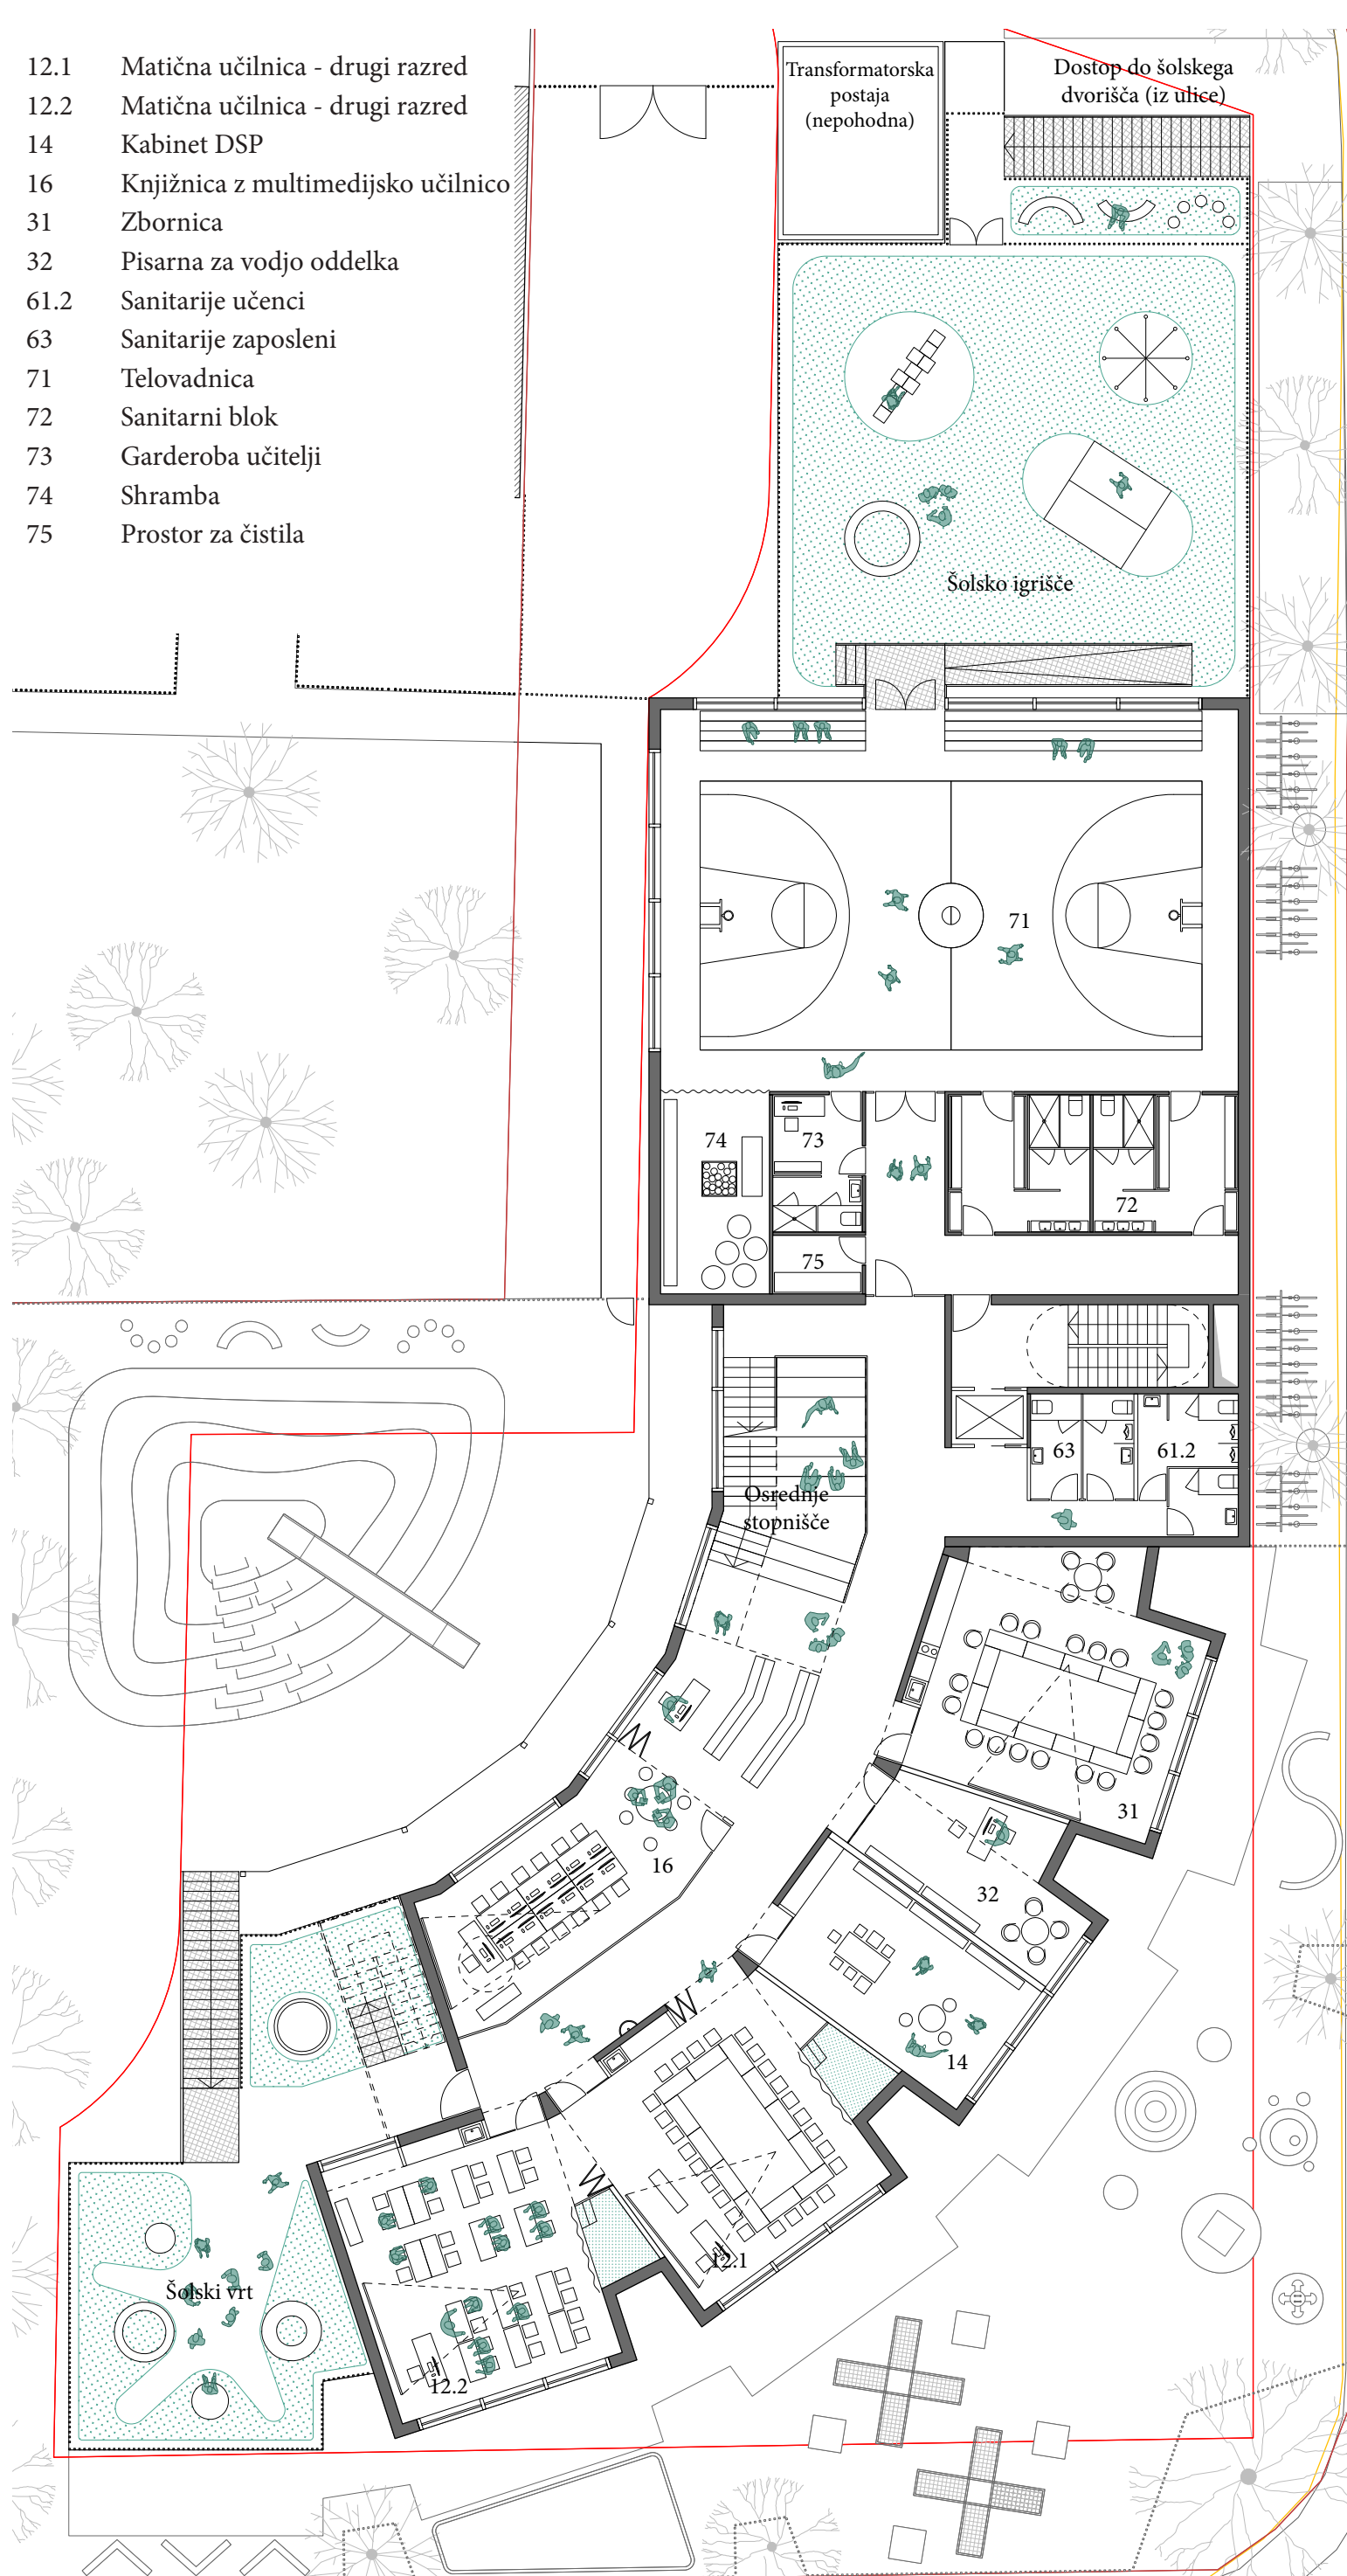 12.1 Matična učilnica - drugi razred
12.2 Matična učilnica - drugi razred
14 Kabinet DSP
16 Knjižnica z multimedijsko učilnico
31 Zbornica
32 Pisarna za vodjo oddelka
61.2 Sanitarije učenci
63 Sanitarije zaposleni
71 Telovadnica
72 Sanitarni blok
73 Garderoba učitelji
74 Shramba
75 Prostor za čistila
Transformatorska
postaja
(nepohodna)
Dostop do šolskega
dvorišča (iz ulice)
Šolsko igrišče
71
74
73
72
75
63
61.2
Osrednje
stopnišče
31
16
32
14
12.1
Šolski vrt
12.2